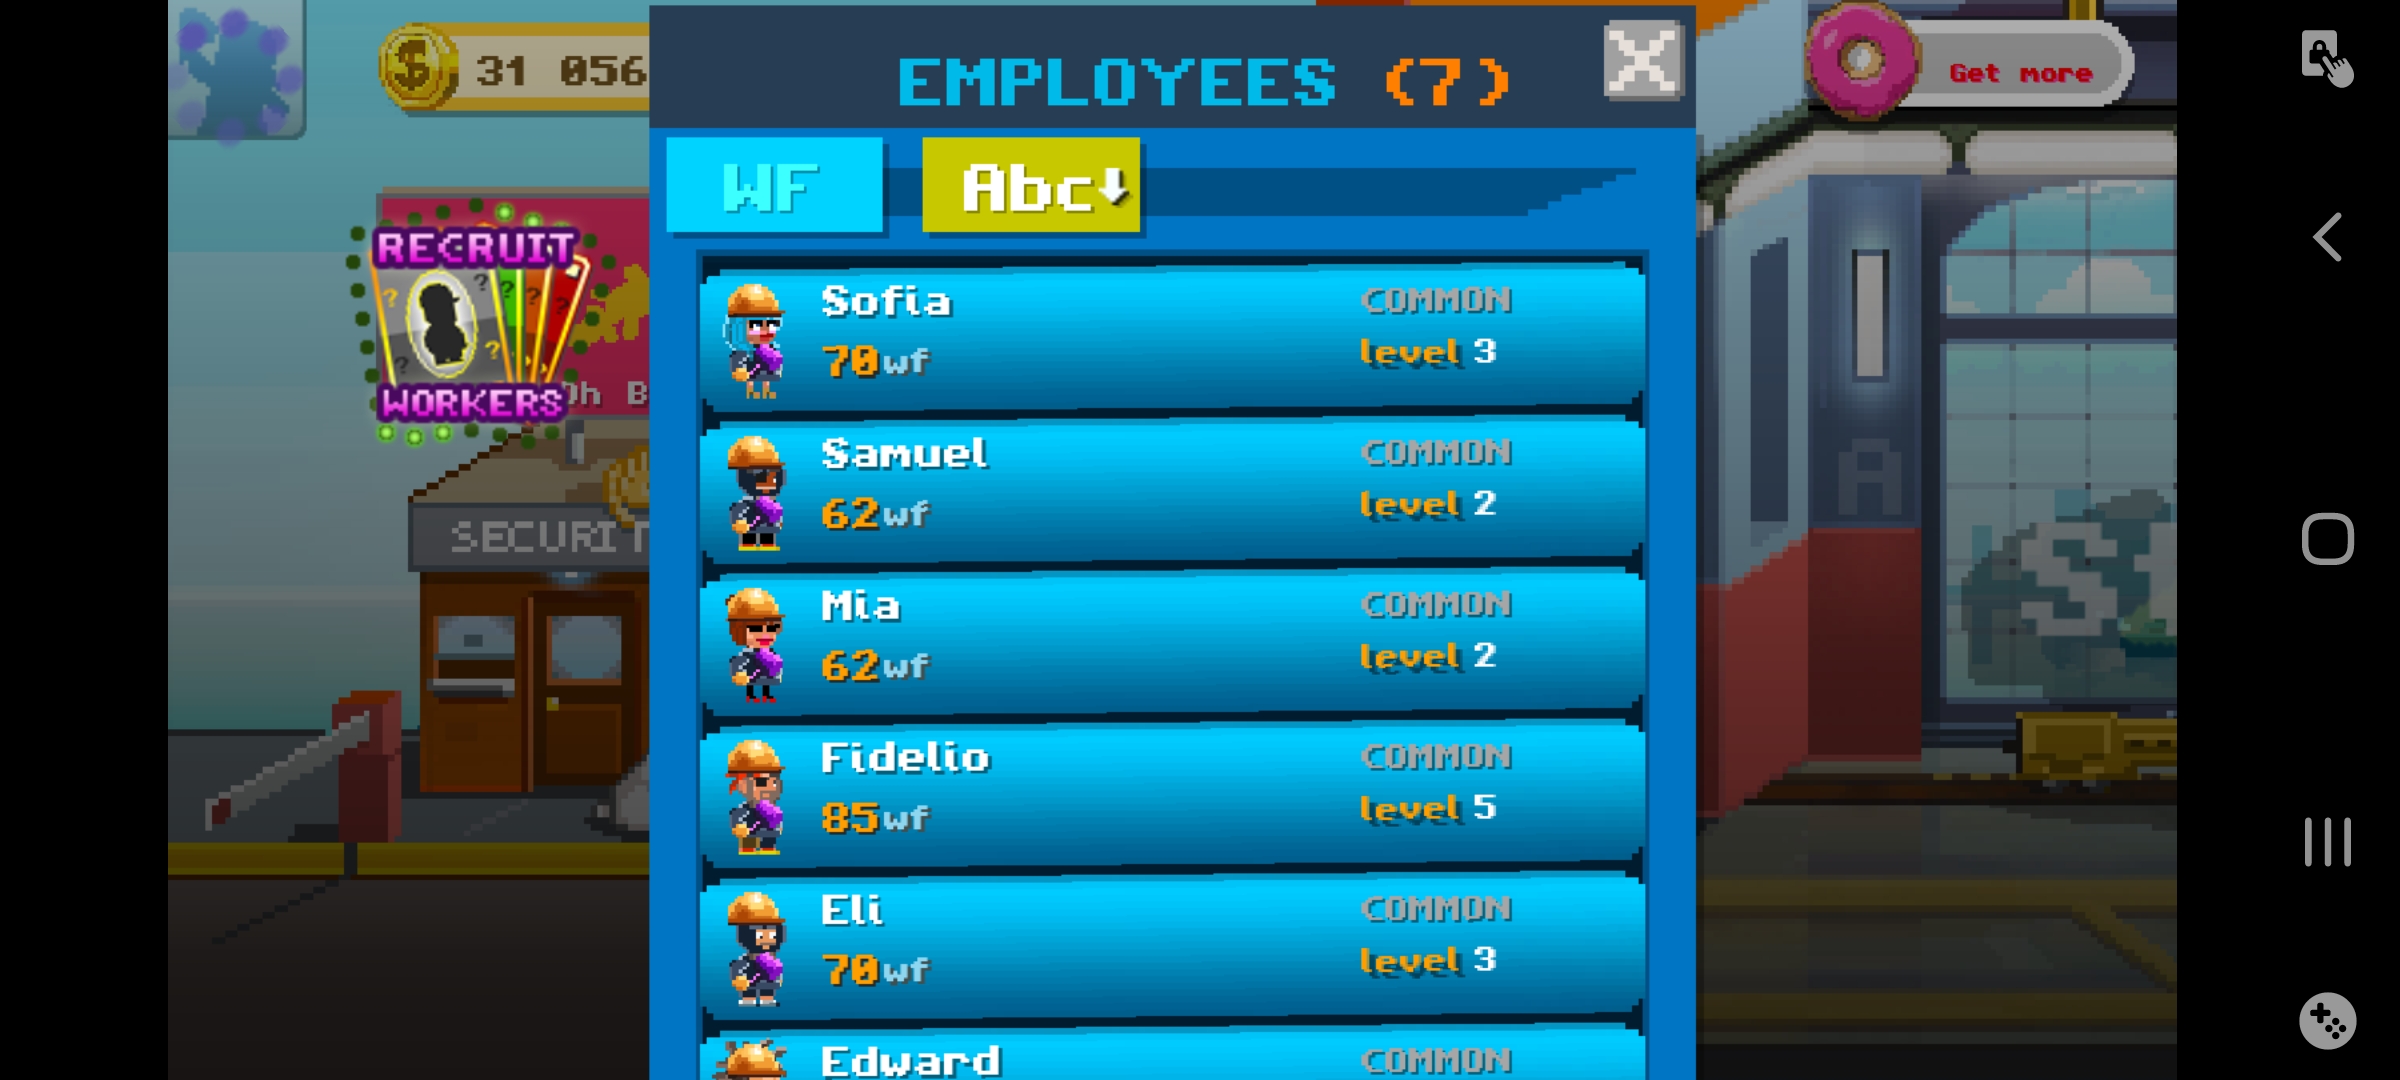 31 056
EMPLOYEES (7)
Get more
WF
Abc
RECRUIT
WORKERS
SECURIT
A
Sofia
COMMON
70wf
level 3
Samuel
COMMON
62wf
level 2
Mia
COMMON
62wf
level 2
Fidelio
COMMON
85wf
level 5
Eli
COMMON
70wf
level 3
Edward
COMMON